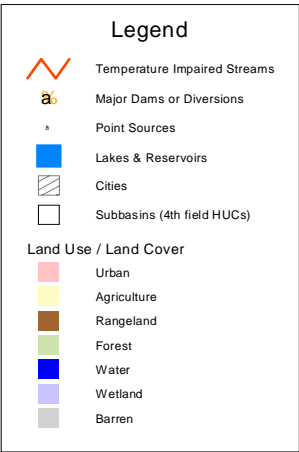 Legend
Temperature Impaired Streams
a% Major Dams or Diversions
8 Point Sources
Lakes & Reservoirs
Cities
Subbasins (4th field HUCs)
Land Use / Land Cover
Urban
Agriculture
Rangeland
Forest
Water
Wetland
Barren